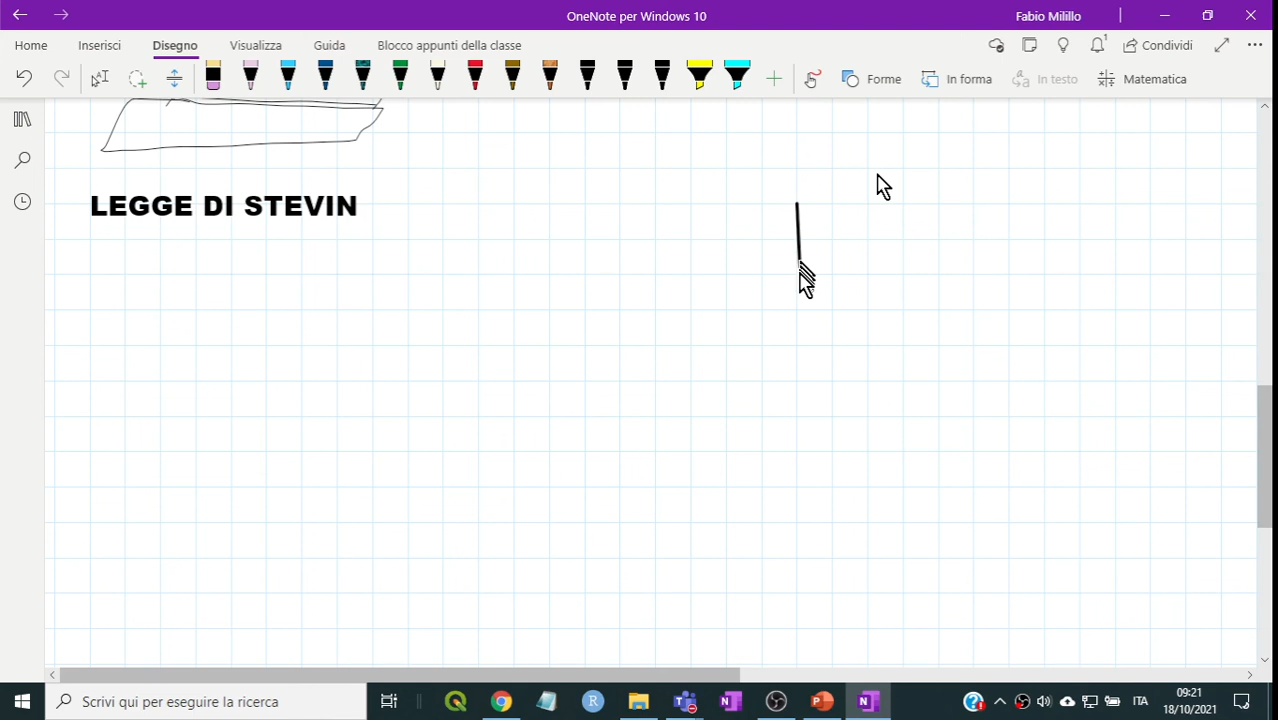 OneNote per Windows 10
Fabio Milillo
Home
Inserisci
Disegno
Visualizza
Guida
Blocco appunti della classe
Condividi
Forme
In forma
In testo
Matematica
LEGGE DI STEVIN
Scrivi qui per eseguire la ricerca
ITA
09:21
18/10/2021